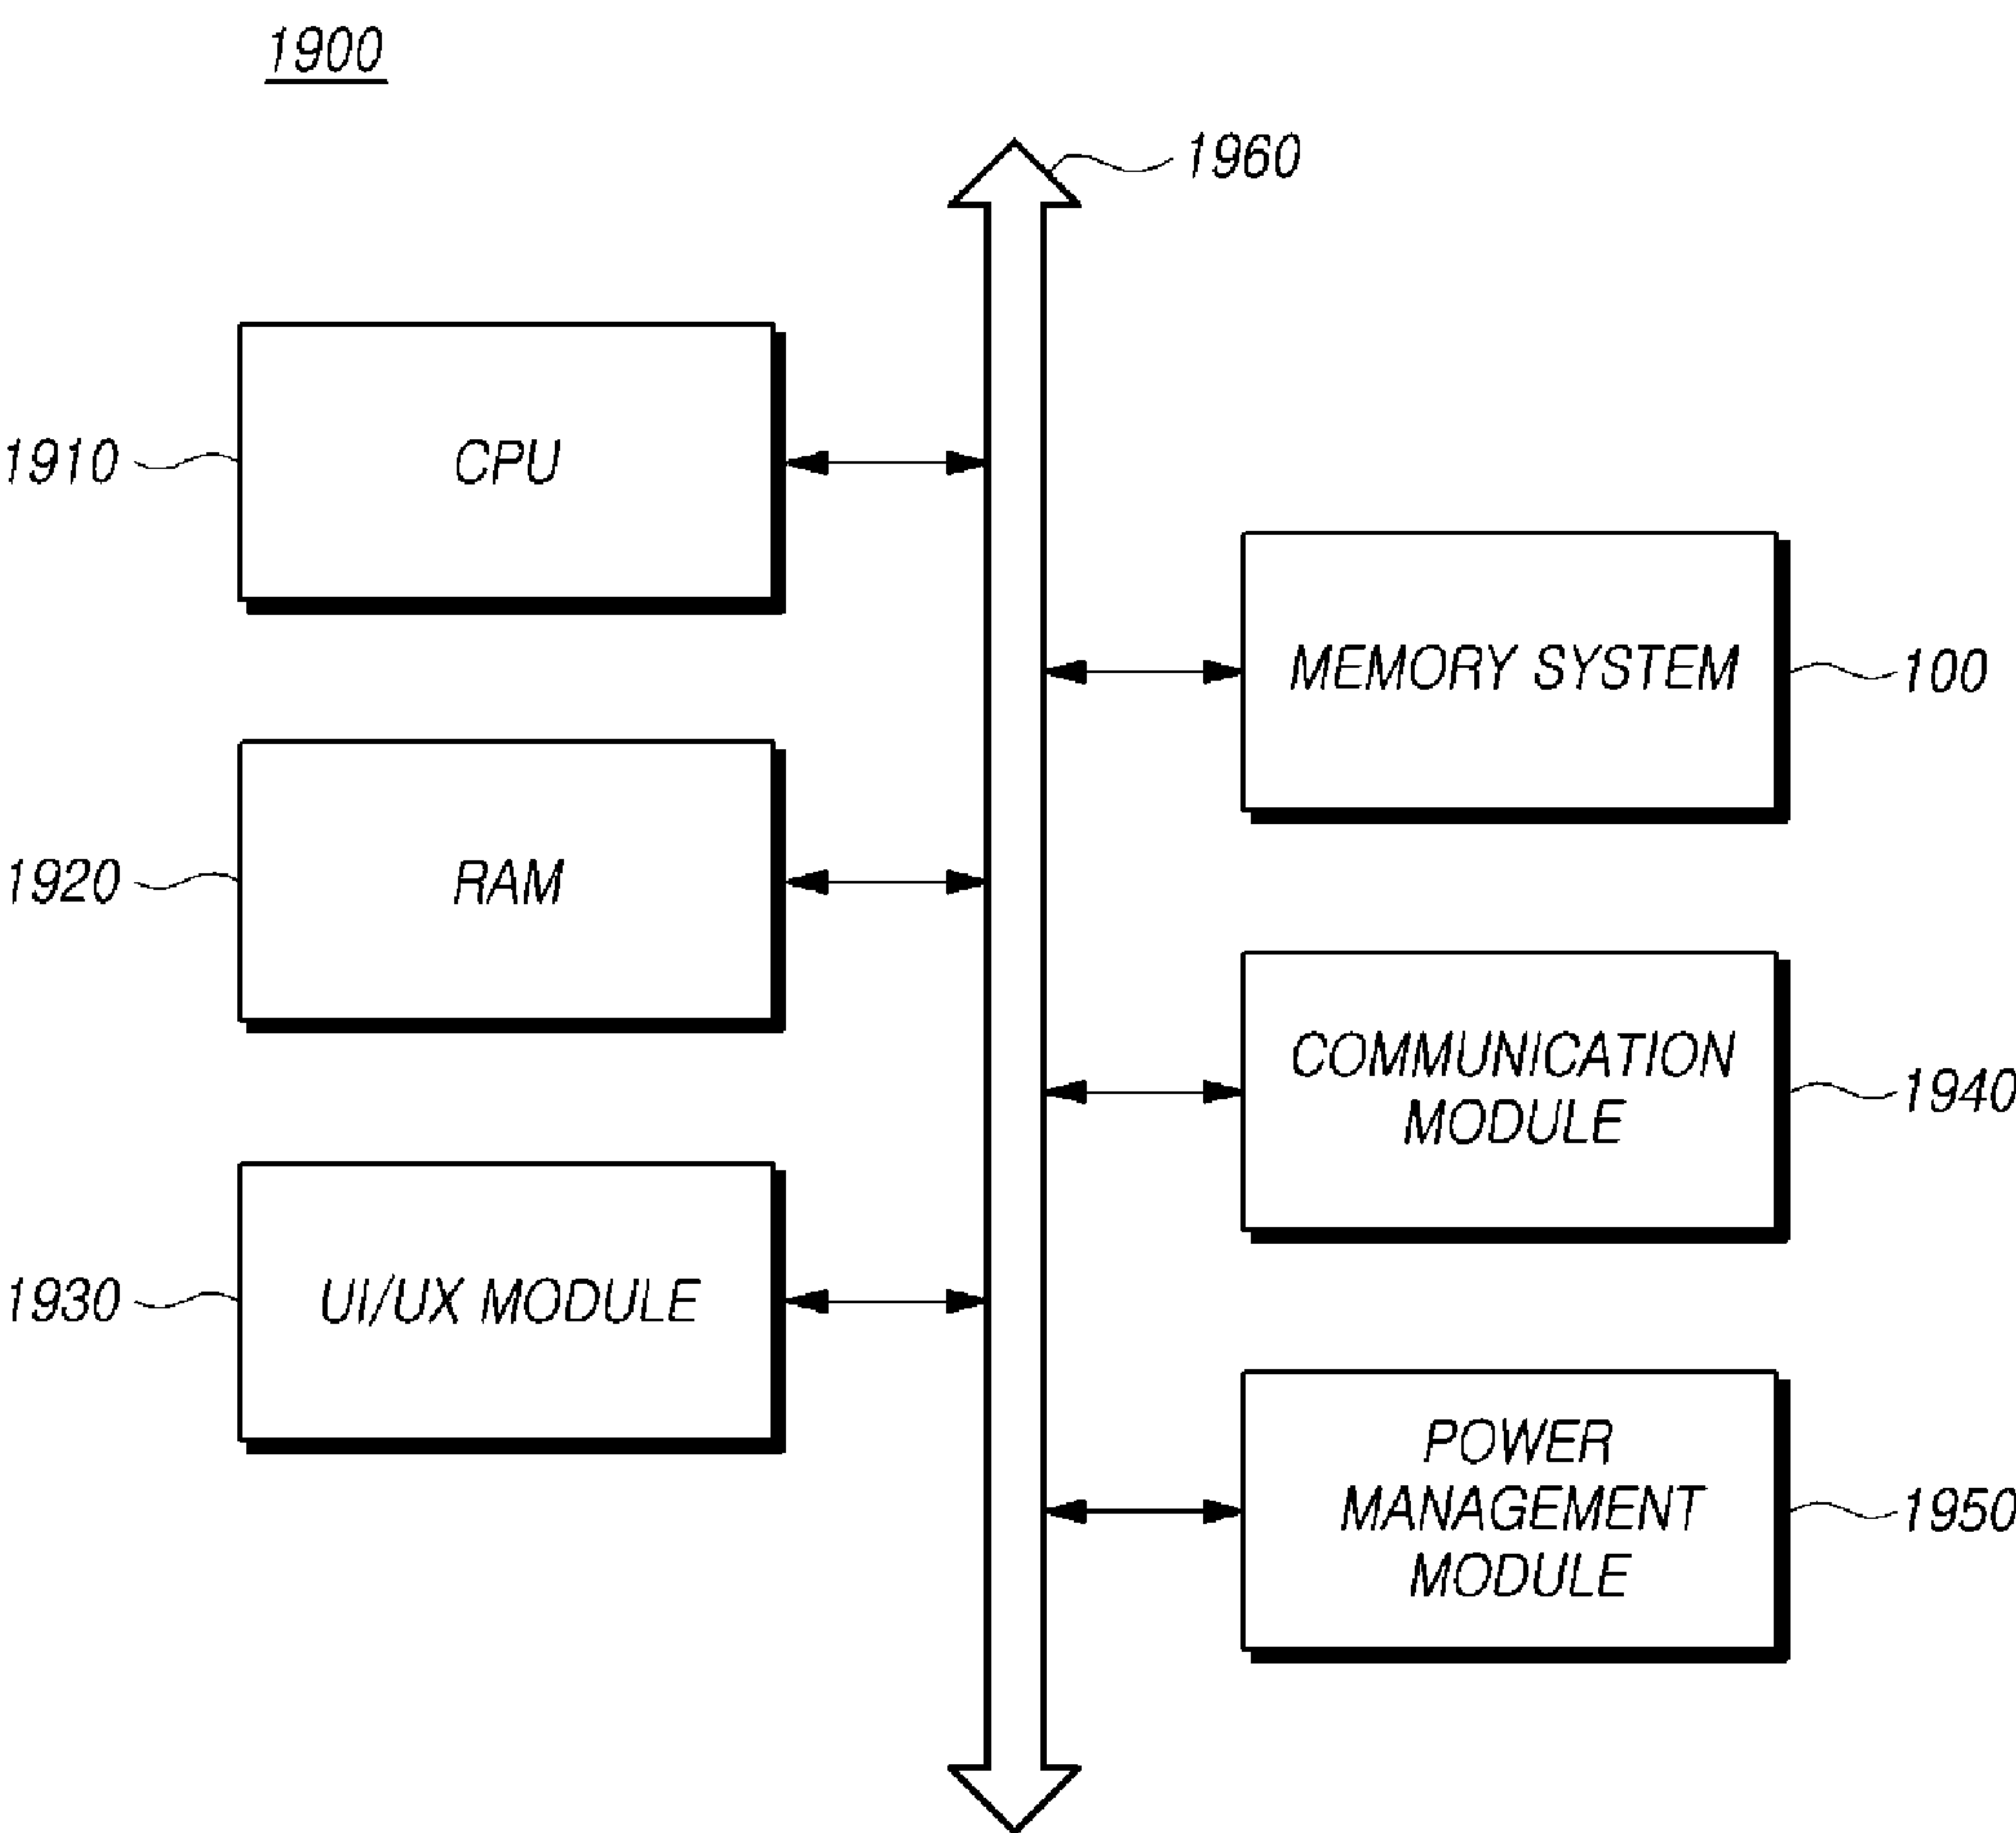 1900
1960
1910
CPU
MEMORY SYSTEM
100
1920
RAM
COMMUNICATION
MODULE
1940
1930
UI/UX MODULE
POWER
MANAGEMENT
MODULE
1950